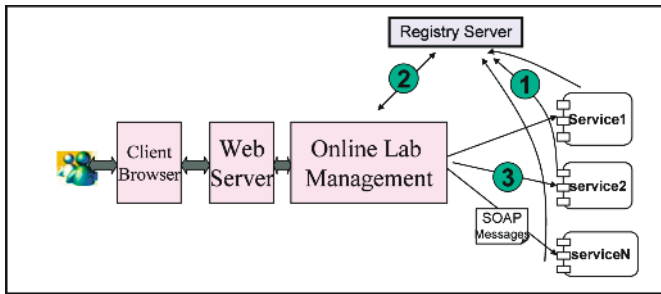 Registry Server
2
1
Service1
Client
Browser
Web
Server
Online Lab
Management
3
service2
SOAP
Messages
serviceN